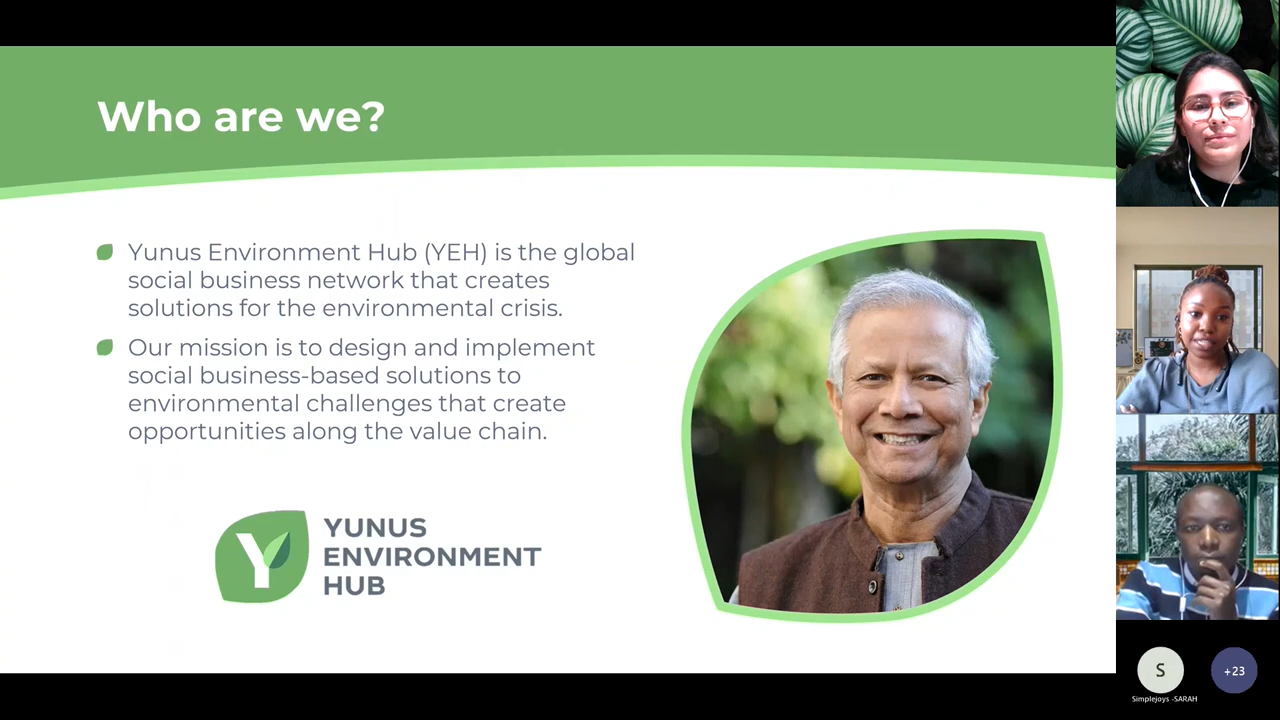 Who are we?
Yunus Environment Hub (YEH) is the global
social business network that creates
solutions for the environmental crisis.
Our mission is to design and implement
social business-based solutions to
environmental challenges that create
opportunities along the value chain.
Y
YUNUS
ENVIRONMENT
HUB
S
+23
Simplejoys -SARAH